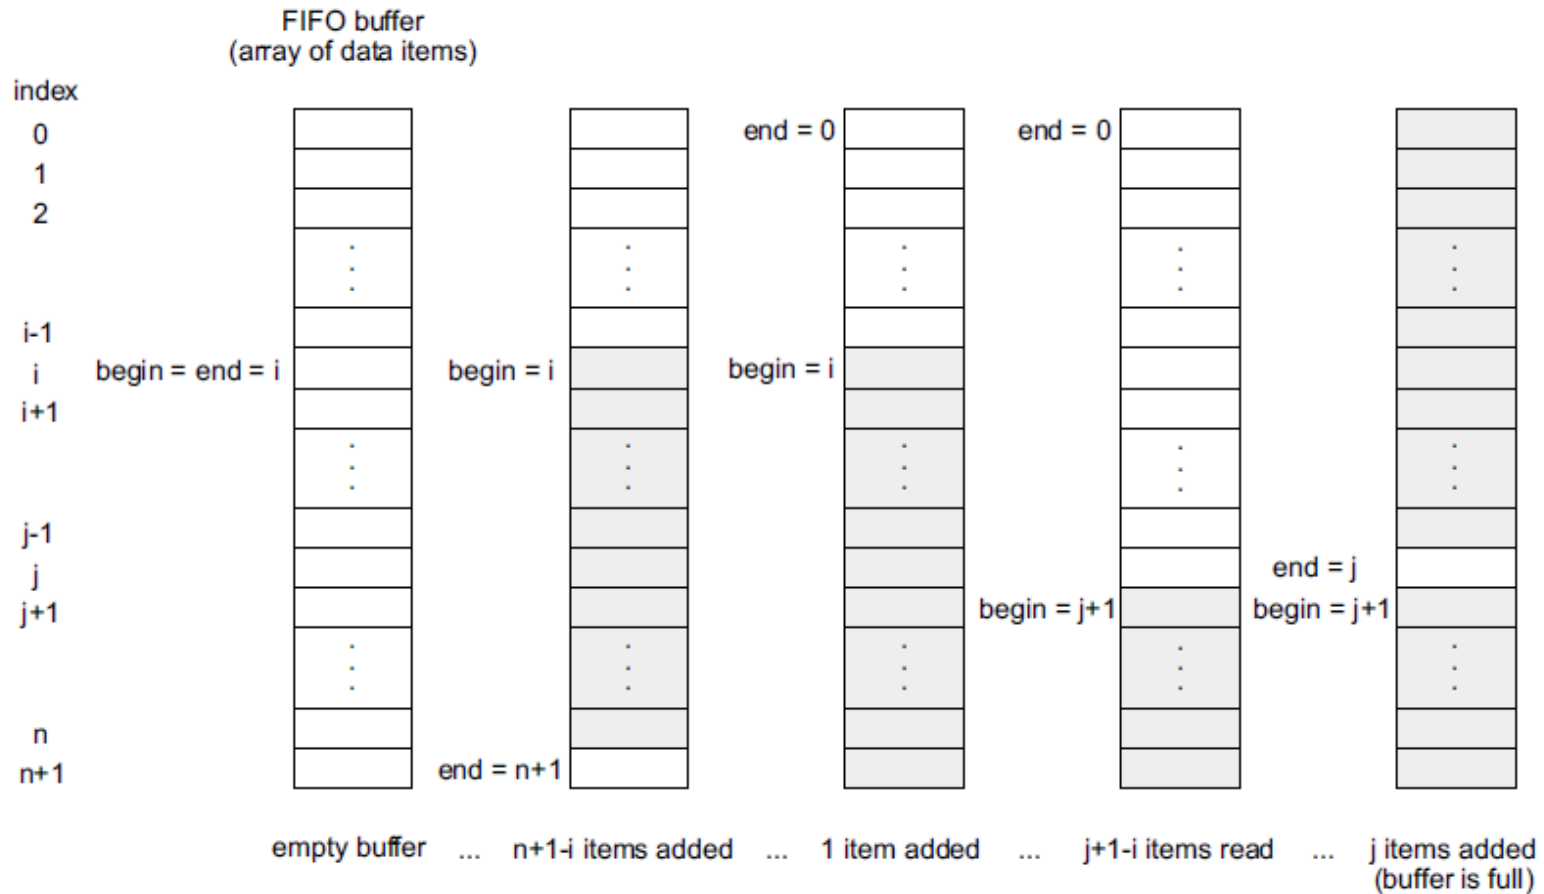 FIFO buffer
(array of data items)
index
0
end = 0
end = 0
1
2
i-1
i
begin = end = i
begin = i
begin = i
i+1
j-1
j
end = j
j+1
begin = j+1
begin = j+1
n
n+1
end = n+1
empty buffer ... n+1-i items added ... 1 item added ... j+1-i items read ... j items added
(buffer is full)